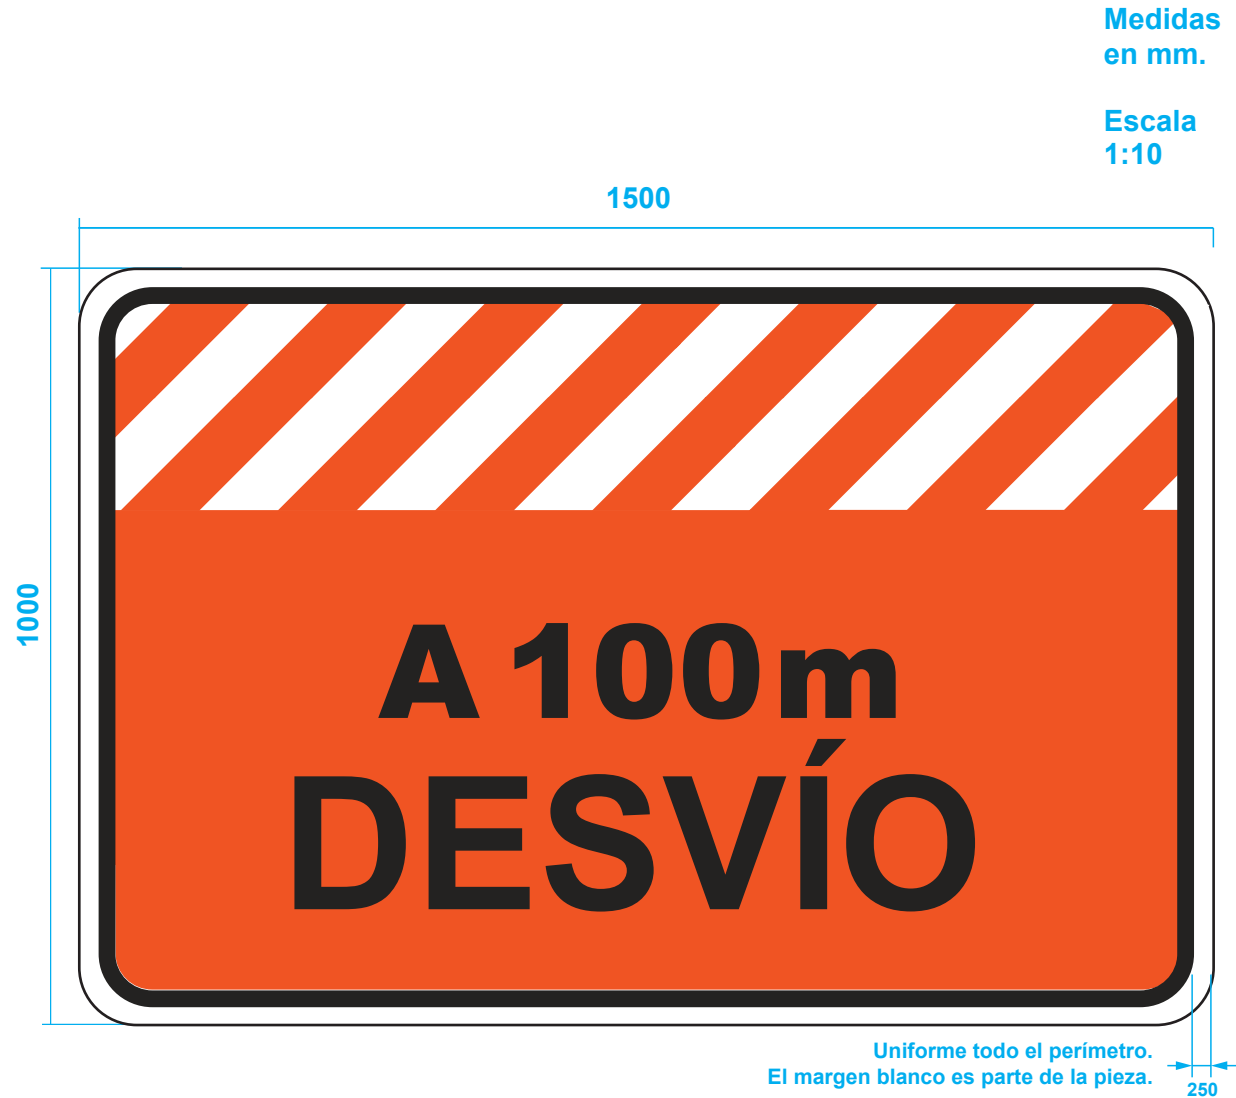 Medidas
en mm.
Escala
1:10
1500
1000
A 100 m
DESVÍO
Uniforme todo el perímetro.
El margen blanco es parte de la pieza.
250